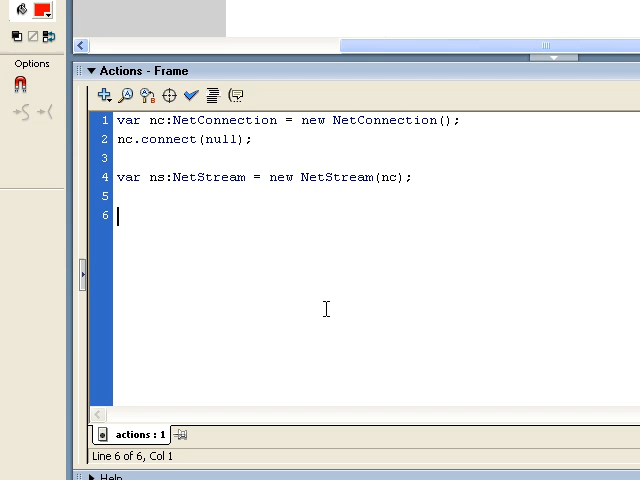 Options
Actions - Frame
1 var nc:NetConnection = new NetConnection();
2 nc.connect(null);
3
4 var ns:NetStream = new NetStream(nc);
5
6
actions : 1
Line 6 of 6, Col 1
Help